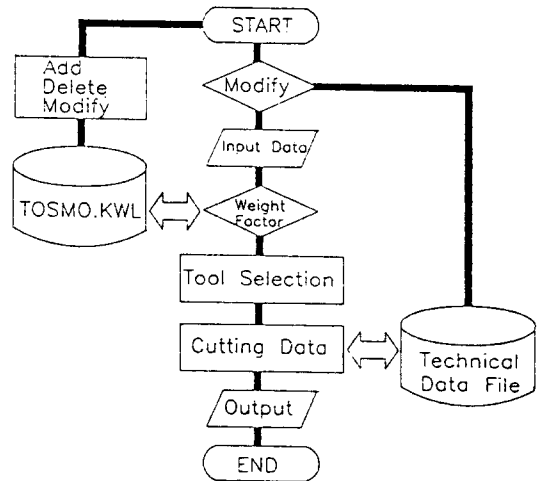 START
Add
Delete
Modify
Modify
Input Data
TOSMO.KWL
Weight
Factor
Tool Selection
Cutting Data
Technical
Data File
Output
END